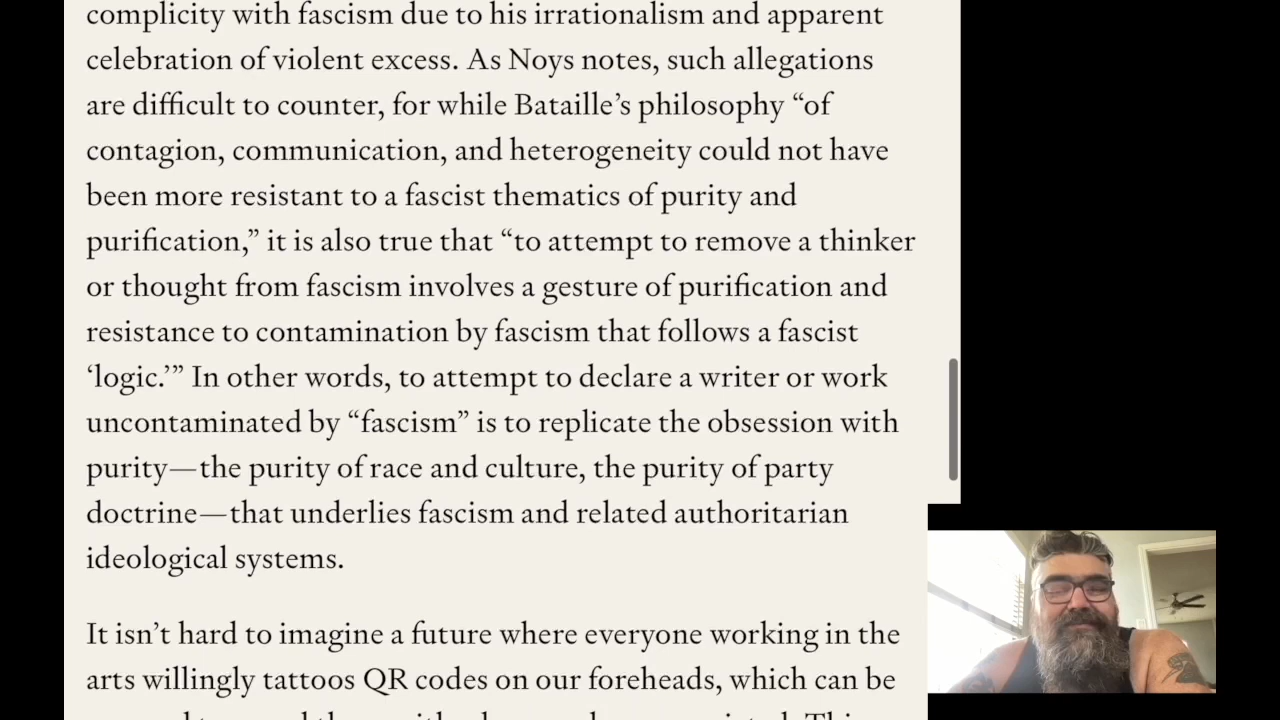 complicity with fascism due to his irrationalism and apparent
celebration of violent excess. As Noys notes, such allegations
are difficult to counter, for while Bataille’s philosophy “of
contagion, communication, and heterogeneity could not have
been more resistant to a fascist thematics of purity and
purification,” it is also true that “to attempt to remove a thinker
or thought from fascism involves a gesture of purification and
resistance to contamination by fascism that follows a fascist
‘logic.’” In other words, to attempt to declare a writer or work
uncontaminated by “fascism” is to replicate the obsession with
purity—the purity of race and culture, the purity of party
doctrine—that underlies fascism and related authoritarian
ideological systems.
It isn’t hard to imagine a future where everyone working in the
arts willingly tattoos QR codes on our foreheads, which can be